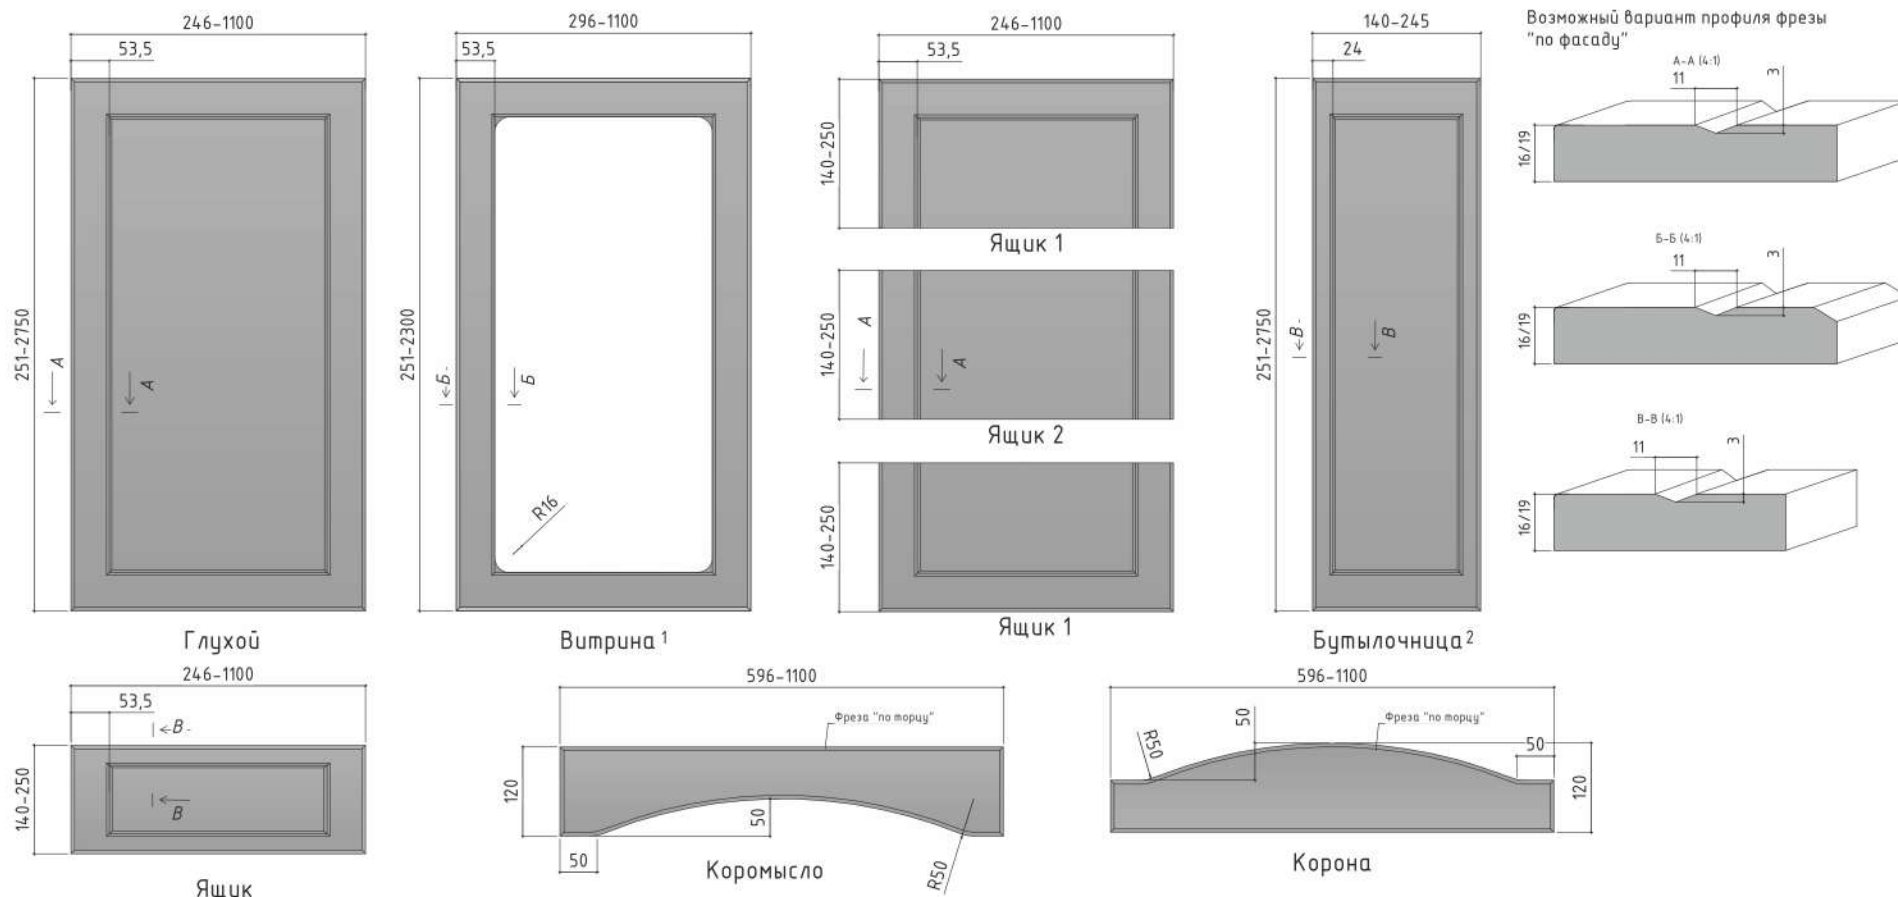 246-1100
53,5
251-2750
А
А
Глухой
296-1100
53,5
251-2300
Б
Б
R16
Витрина ¹
246-1100
53,5
140-250
Ящик 1
140-250
А
А
Ящик 2
140-250
Ящик 1
140-245
24
251-2750
В
В
Бутылочница²
Возможный вариант профиля фрезы
"по фасаду"
А-А (4:1)
11
3
16/19
Б-Б (4:1)
11
3
16/19
В-В (4:1)
11
3
16/19
246-1100
53,5
В
В
140-250
Ящик
596-1100
Фреза "по торцу"
120
50
50
R50
Коромысло
596-1100
50
Фреза "по торцу"
R50
50
120
Корона